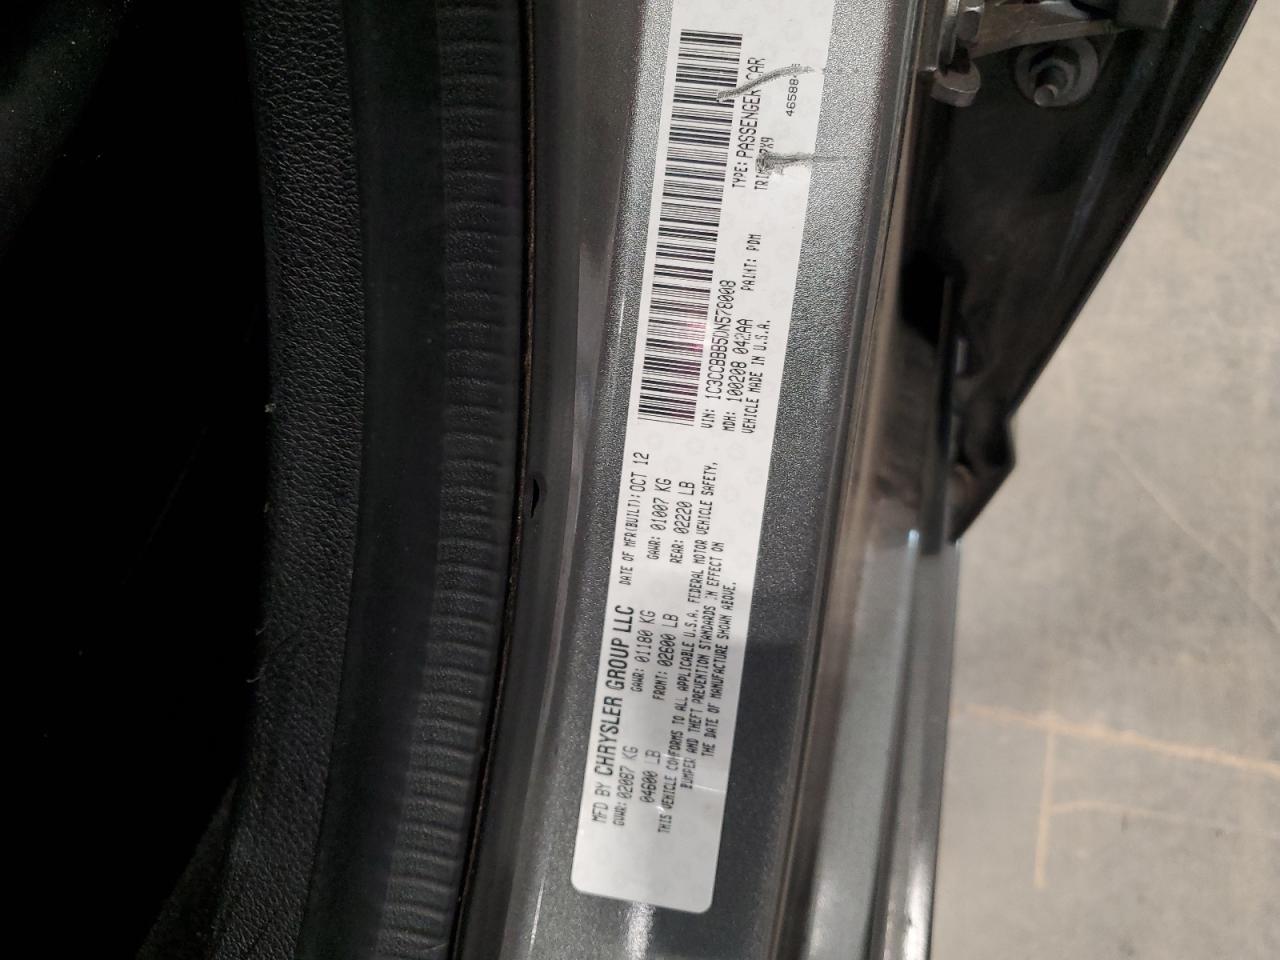 MFD BY CHRYSLER GROUP LLC DATE OF MFR(BUILT): OCT 12
GVWR: 02087 KG GAWR: 01180 KG GAWR: 01007 KG
04600 LB FRONT: 02600 LB REAR: 02220 LB
THIS VEHICLE CONFORMS TO ALL APPLICABLE U.S.A. FEDERAL MOTOR VEHICLE SAFETY,
BUMPER AND THEFT PREVENTION STANDARDS IN EFFECT ON
THE DATE OF MANUFACTURE SHOWN ABOVE.
VIN: 1C3CCBBB5DN578008 TYPE: PASSENGER CAR
MDH: 100208 042AA PAINT: PDM
VEHICLE MADE IN U.S.A.